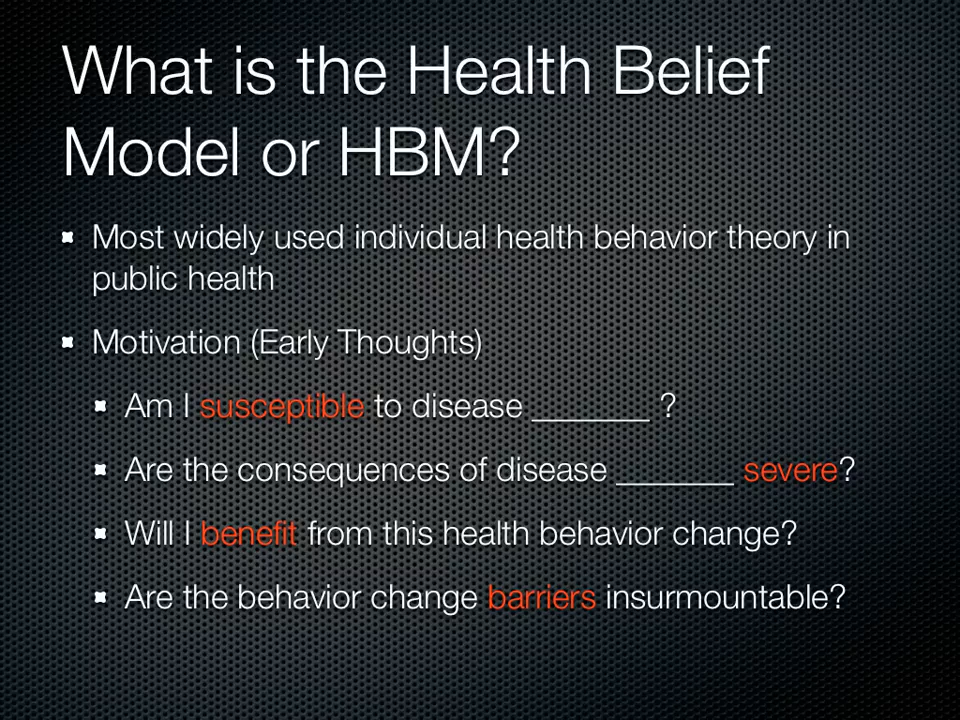 What is the Health Belief
Model or HBM?
Most widely used individual health behavior theory in
public health
Motivation (Early Thoughts)
Am I susceptible to disease _______ ?
Are the consequences of disease _______ severe?
Will I benefit from this health behavior change?
Are the behavior change barriers insurmountable?